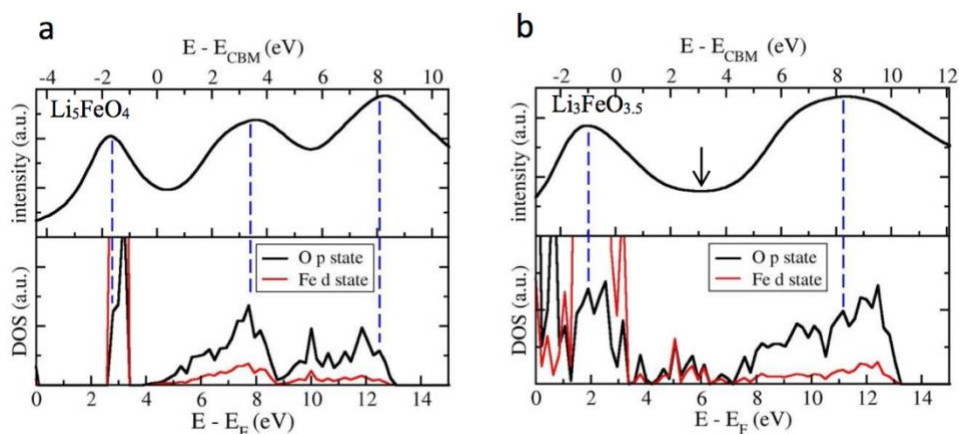 a
E - E_CBM (eV)
-4 -2 0 2 4 6 8 10
Li₅FeO₄
intensity (a.u.)
DOS (a.u.)
O p state
Fe d state
0 2 4 6 8 10 12 14
E - E_F (eV)
b
E - E_CBM (eV)
-2 0 2 4 6 8 10 12
Li₃FeO₃.₅
intensity (a.u.)
DOS (a.u.)
O p state
Fe d state
0 2 4 6 8 10 12 14
E - E_F (eV)